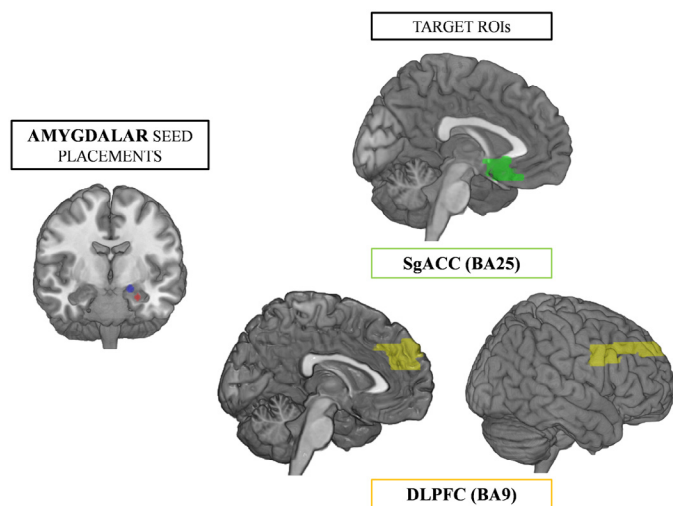 TARGET ROIs
AMYGDALAR SEED
PLACEMENTS
SgACC (BA25)
DLPFC (BA9)